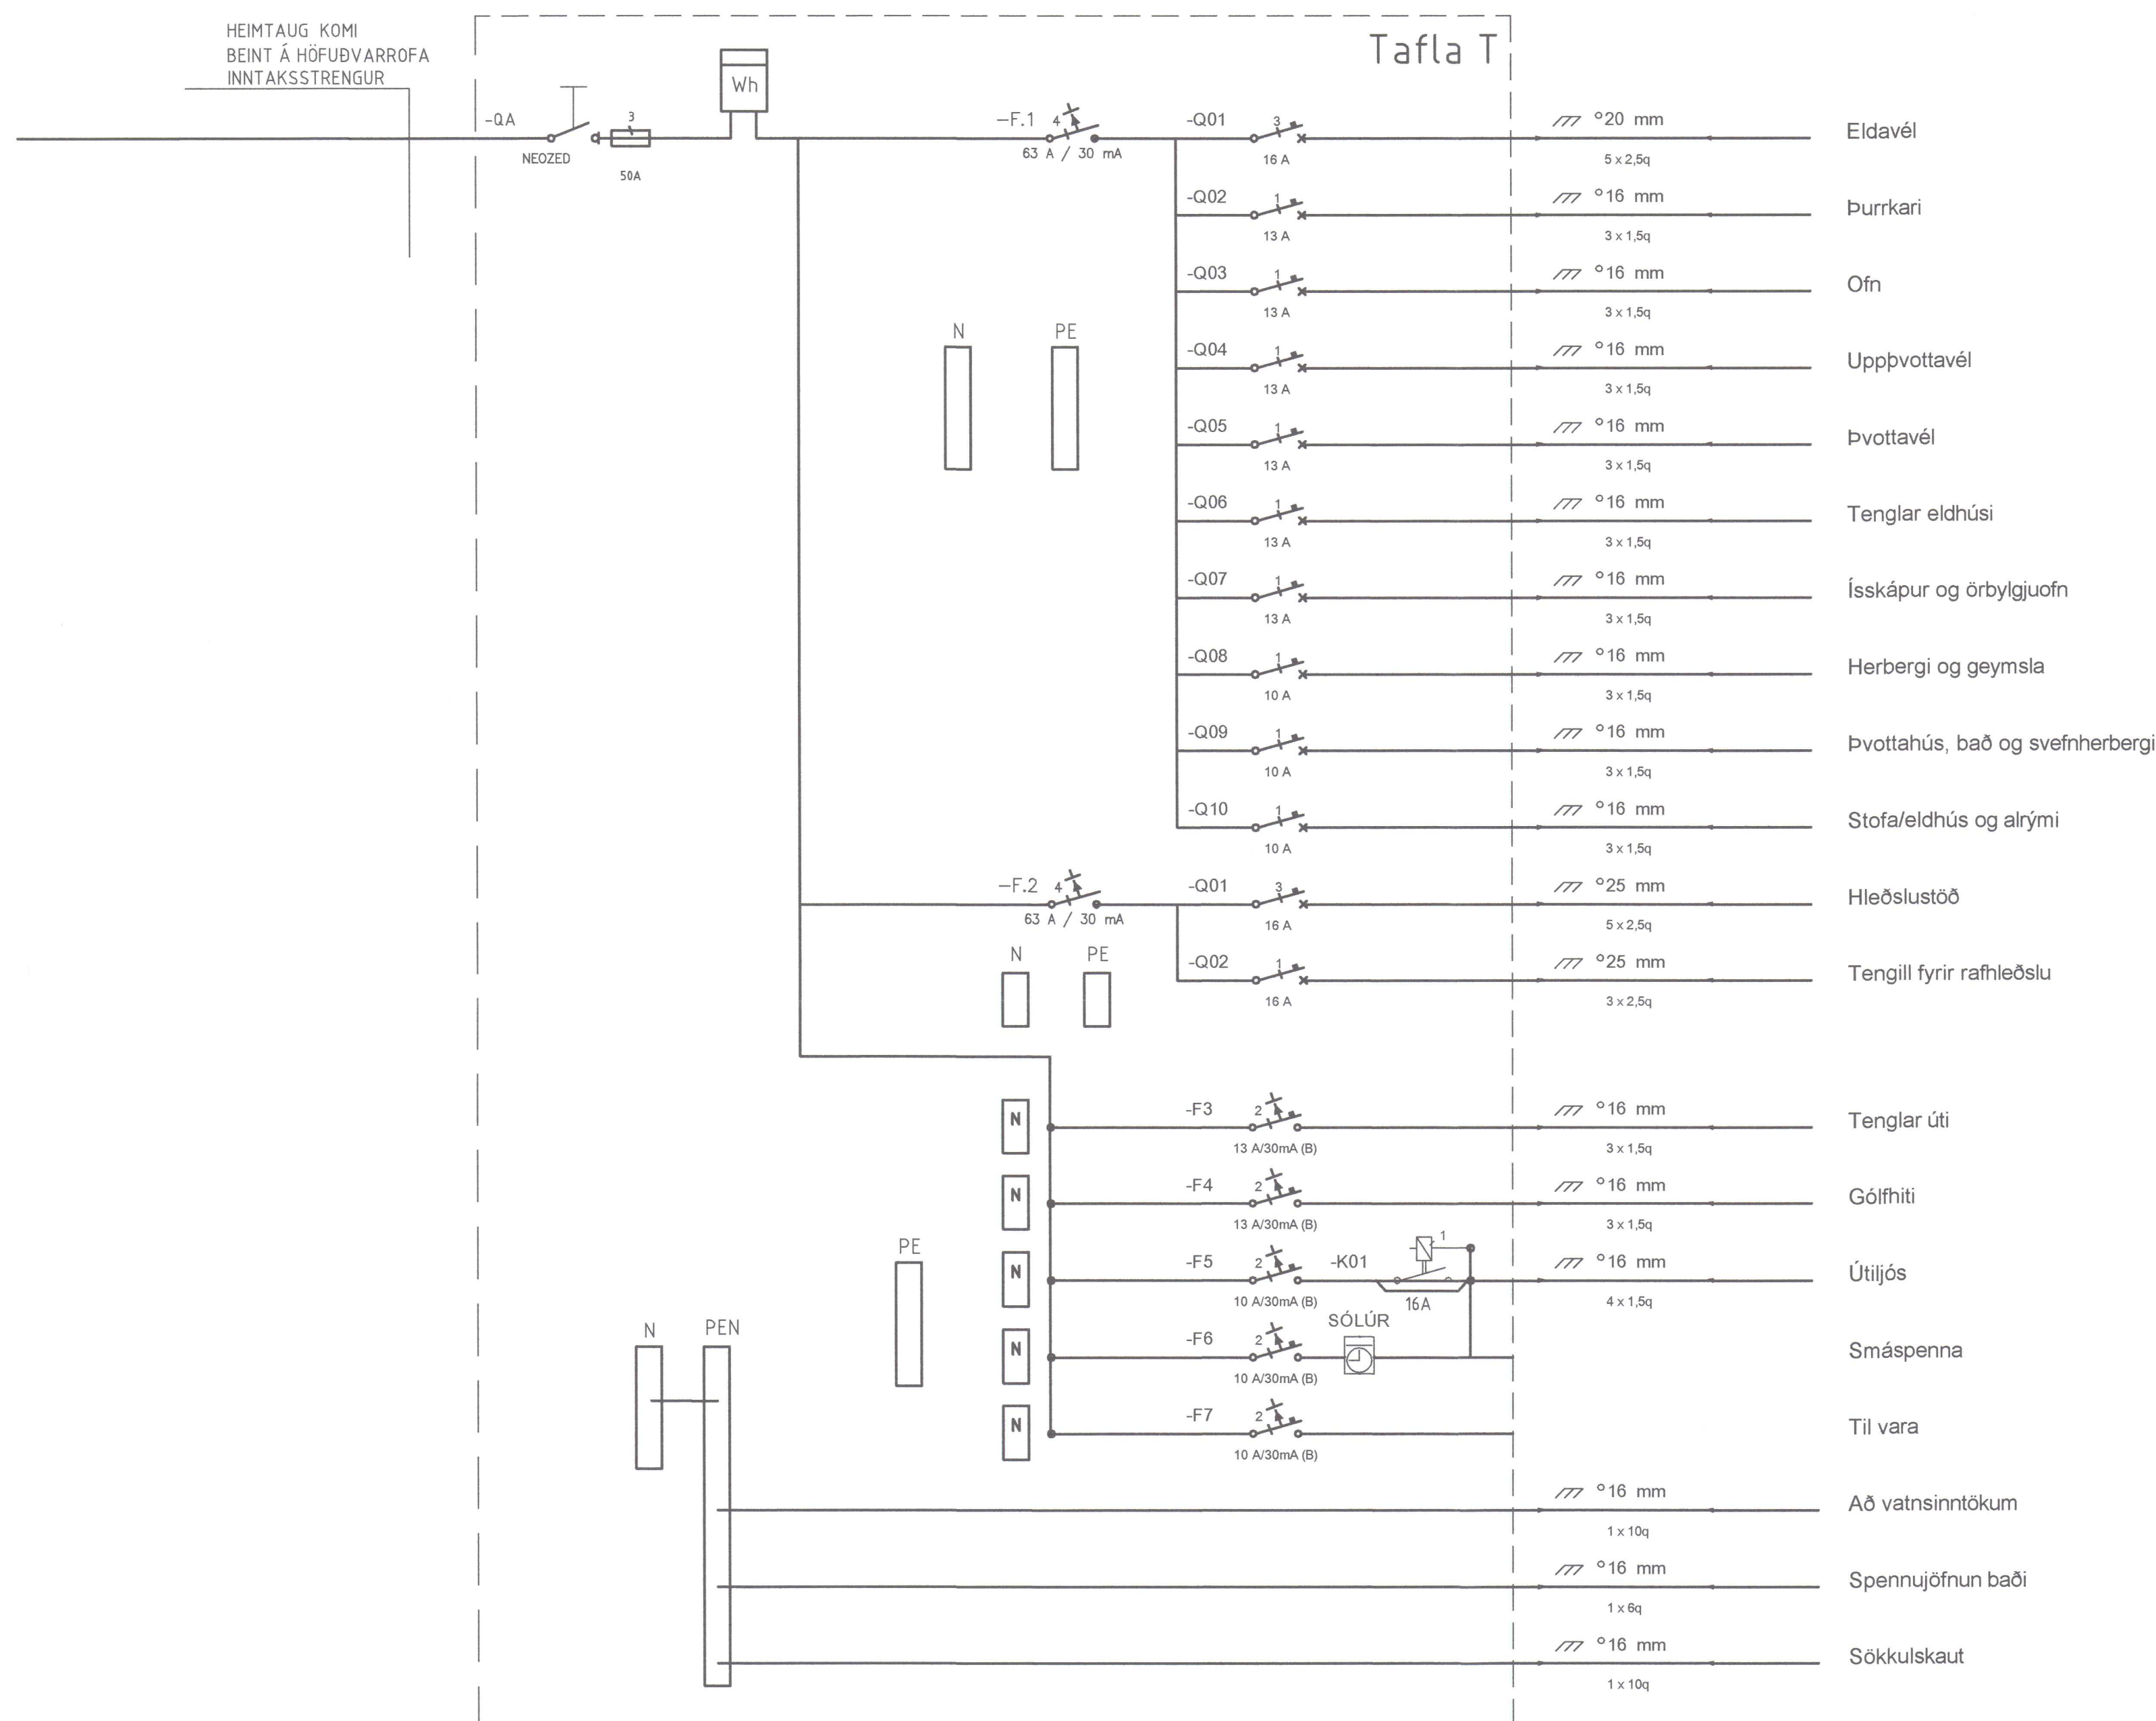 HEIMTAUG KOMI
BEINT Á HÖFUÐVARROFA
INNTAKSSTRENGUR
Tafla T
-QA
NEOZED
3
50A
Wh
-F.1
4
63 A / 30 mA
-Q01
3
16 A
°20 mm
5 x 2,5q
Eldavél
-Q02
1
13 A
°16 mm
3 x 1,5q
Þurrkari
-Q03
1
13 A
°16 mm
3 x 1,5q
Ofn
N
PE
-Q04
1
13 A
°16 mm
3 x 1,5q
Uppþvottavél
-Q05
1
13 A
°16 mm
3 x 1,5q
Þvottavél
-Q06
1
13 A
°16 mm
3 x 1,5q
Tenglar eldhúsi
-Q07
1
13 A
°16 mm
3 x 1,5q
Ísskápur og örbylgjuofn
-Q08
1
10 A
°16 mm
3 x 1,5q
Herbergi og geymsla
-Q09
1
10 A
°16 mm
3 x 1,5q
Þvottahús, bað og svefnherbergi
-Q10
1
10 A
°16 mm
3 x 1,5q
Stofa/eldhús og alrými
-F.2
4
63 A / 30 mA
-Q01
3
16 A
°25 mm
5 x 2,5q
Hleðslustöð
N
PE
-Q02
1
16 A
°25 mm
3 x 2,5q
Tengill fyrir rafhleðslu
N
-F3
2
13 A/30mA (B)
°16 mm
3 x 1,5q
Tenglar úti
N
-F4
2
13 A/30mA (B)
°16 mm
3 x 1,5q
Gólfhiti
PE
N
-F5
2
10 A/30mA (B)
-K01
1
16A
°16 mm
4 x 1,5q
Útiljós
N
PEN
N
-F6
2
10 A/30mA (B)
SÓLÚR
Smáspenna
N
-F7
2
10 A/30mA (B)
Til vara
°16 mm
1 x 10q
Að vatnsinntökum
°16 mm
1 x 6q
Spennujöfnun baði
°16 mm
1 x 10q
Sökkulskaut